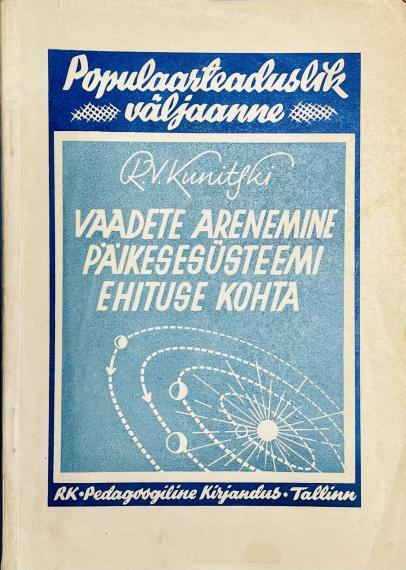 Populaarteaduslik
väljaanne
R.V. Kunitski
VAADETE ARENEMINE
PÄIKESESÜSTEEMI
EHITUSE KOHTA
RK • Pedagoogiline Kirjandus • Tallinn